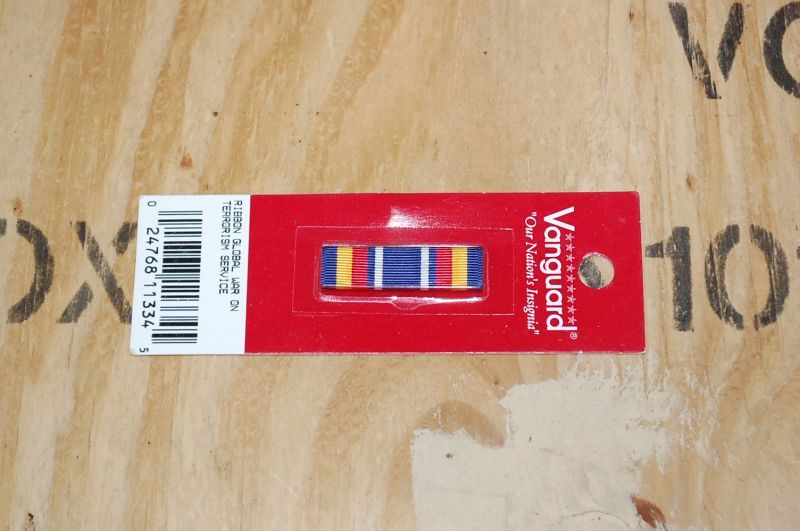 Vanguard®
"Our Nation's Insignia"
RIBBON GLOBAL WAR ON
TERRORISM SERVICE
0 24768 11334 5
VO
OX
10